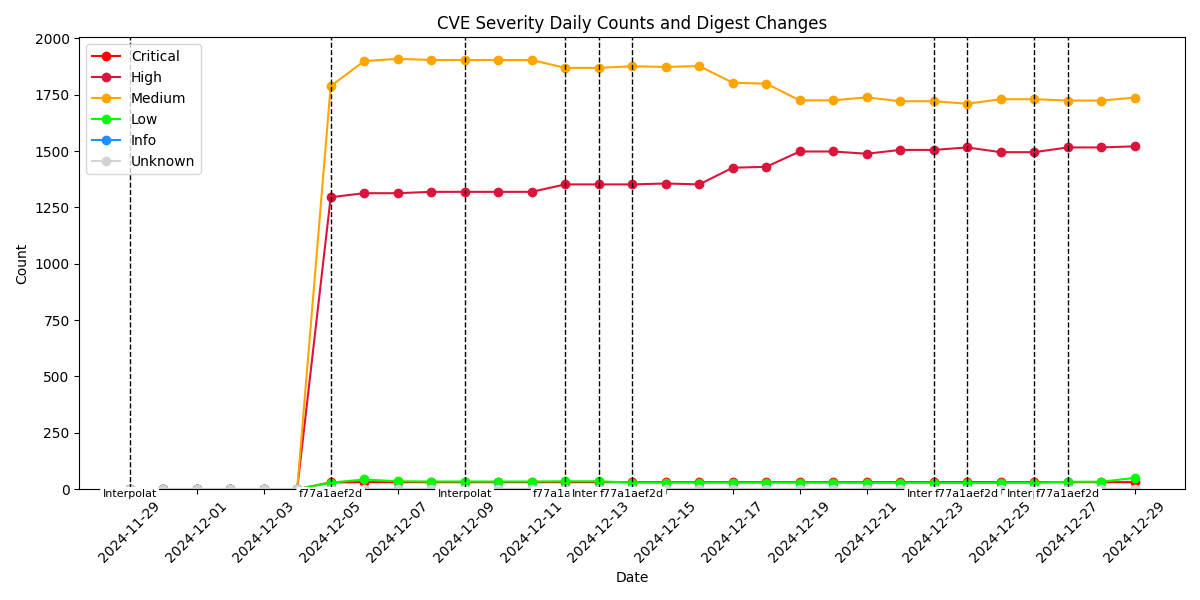 CVE Severity Daily Counts and Digest Changes
Critical
High
Medium
Low
Info
Unknown
2000
1750
1500
1250
1000
750
500
250
0
Count
Interpolat
f77a1aef2d
Interpolat
f77a1a
Inter
f77a1aef2d
Inter
f77a1aef2d
Inter
f77a1aef2d
2024-11-29
2024-12-01
2024-12-03
2024-12-05
2024-12-07
2024-12-09
2024-12-11
2024-12-13
2024-12-15
2024-12-17
2024-12-19
2024-12-21
2024-12-23
2024-12-25
2024-12-27
2024-12-29
Date